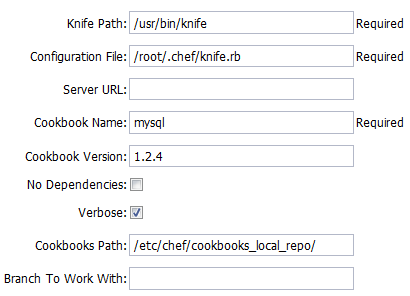 Knife Path: /usr/bin/knife Required
Configuration File: /root/.chef/knife.rb Required
Server URL:
Cookbook Name: mysql Required
Cookbook Version: 1.2.4
No Dependencies:
Verbose:
Cookbooks Path: /etc/chef/cookbooks_local_repo/
Branch To Work With: